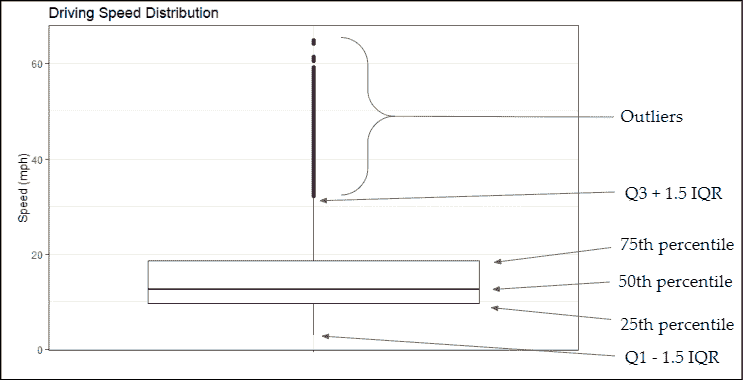 Driving Speed Distribution
60
40
20
0
Speed (mph)
Outliers
Q3 + 1.5 IQR
75th percentile
50th percentile
25th percentile
Q1 - 1.5 IQR